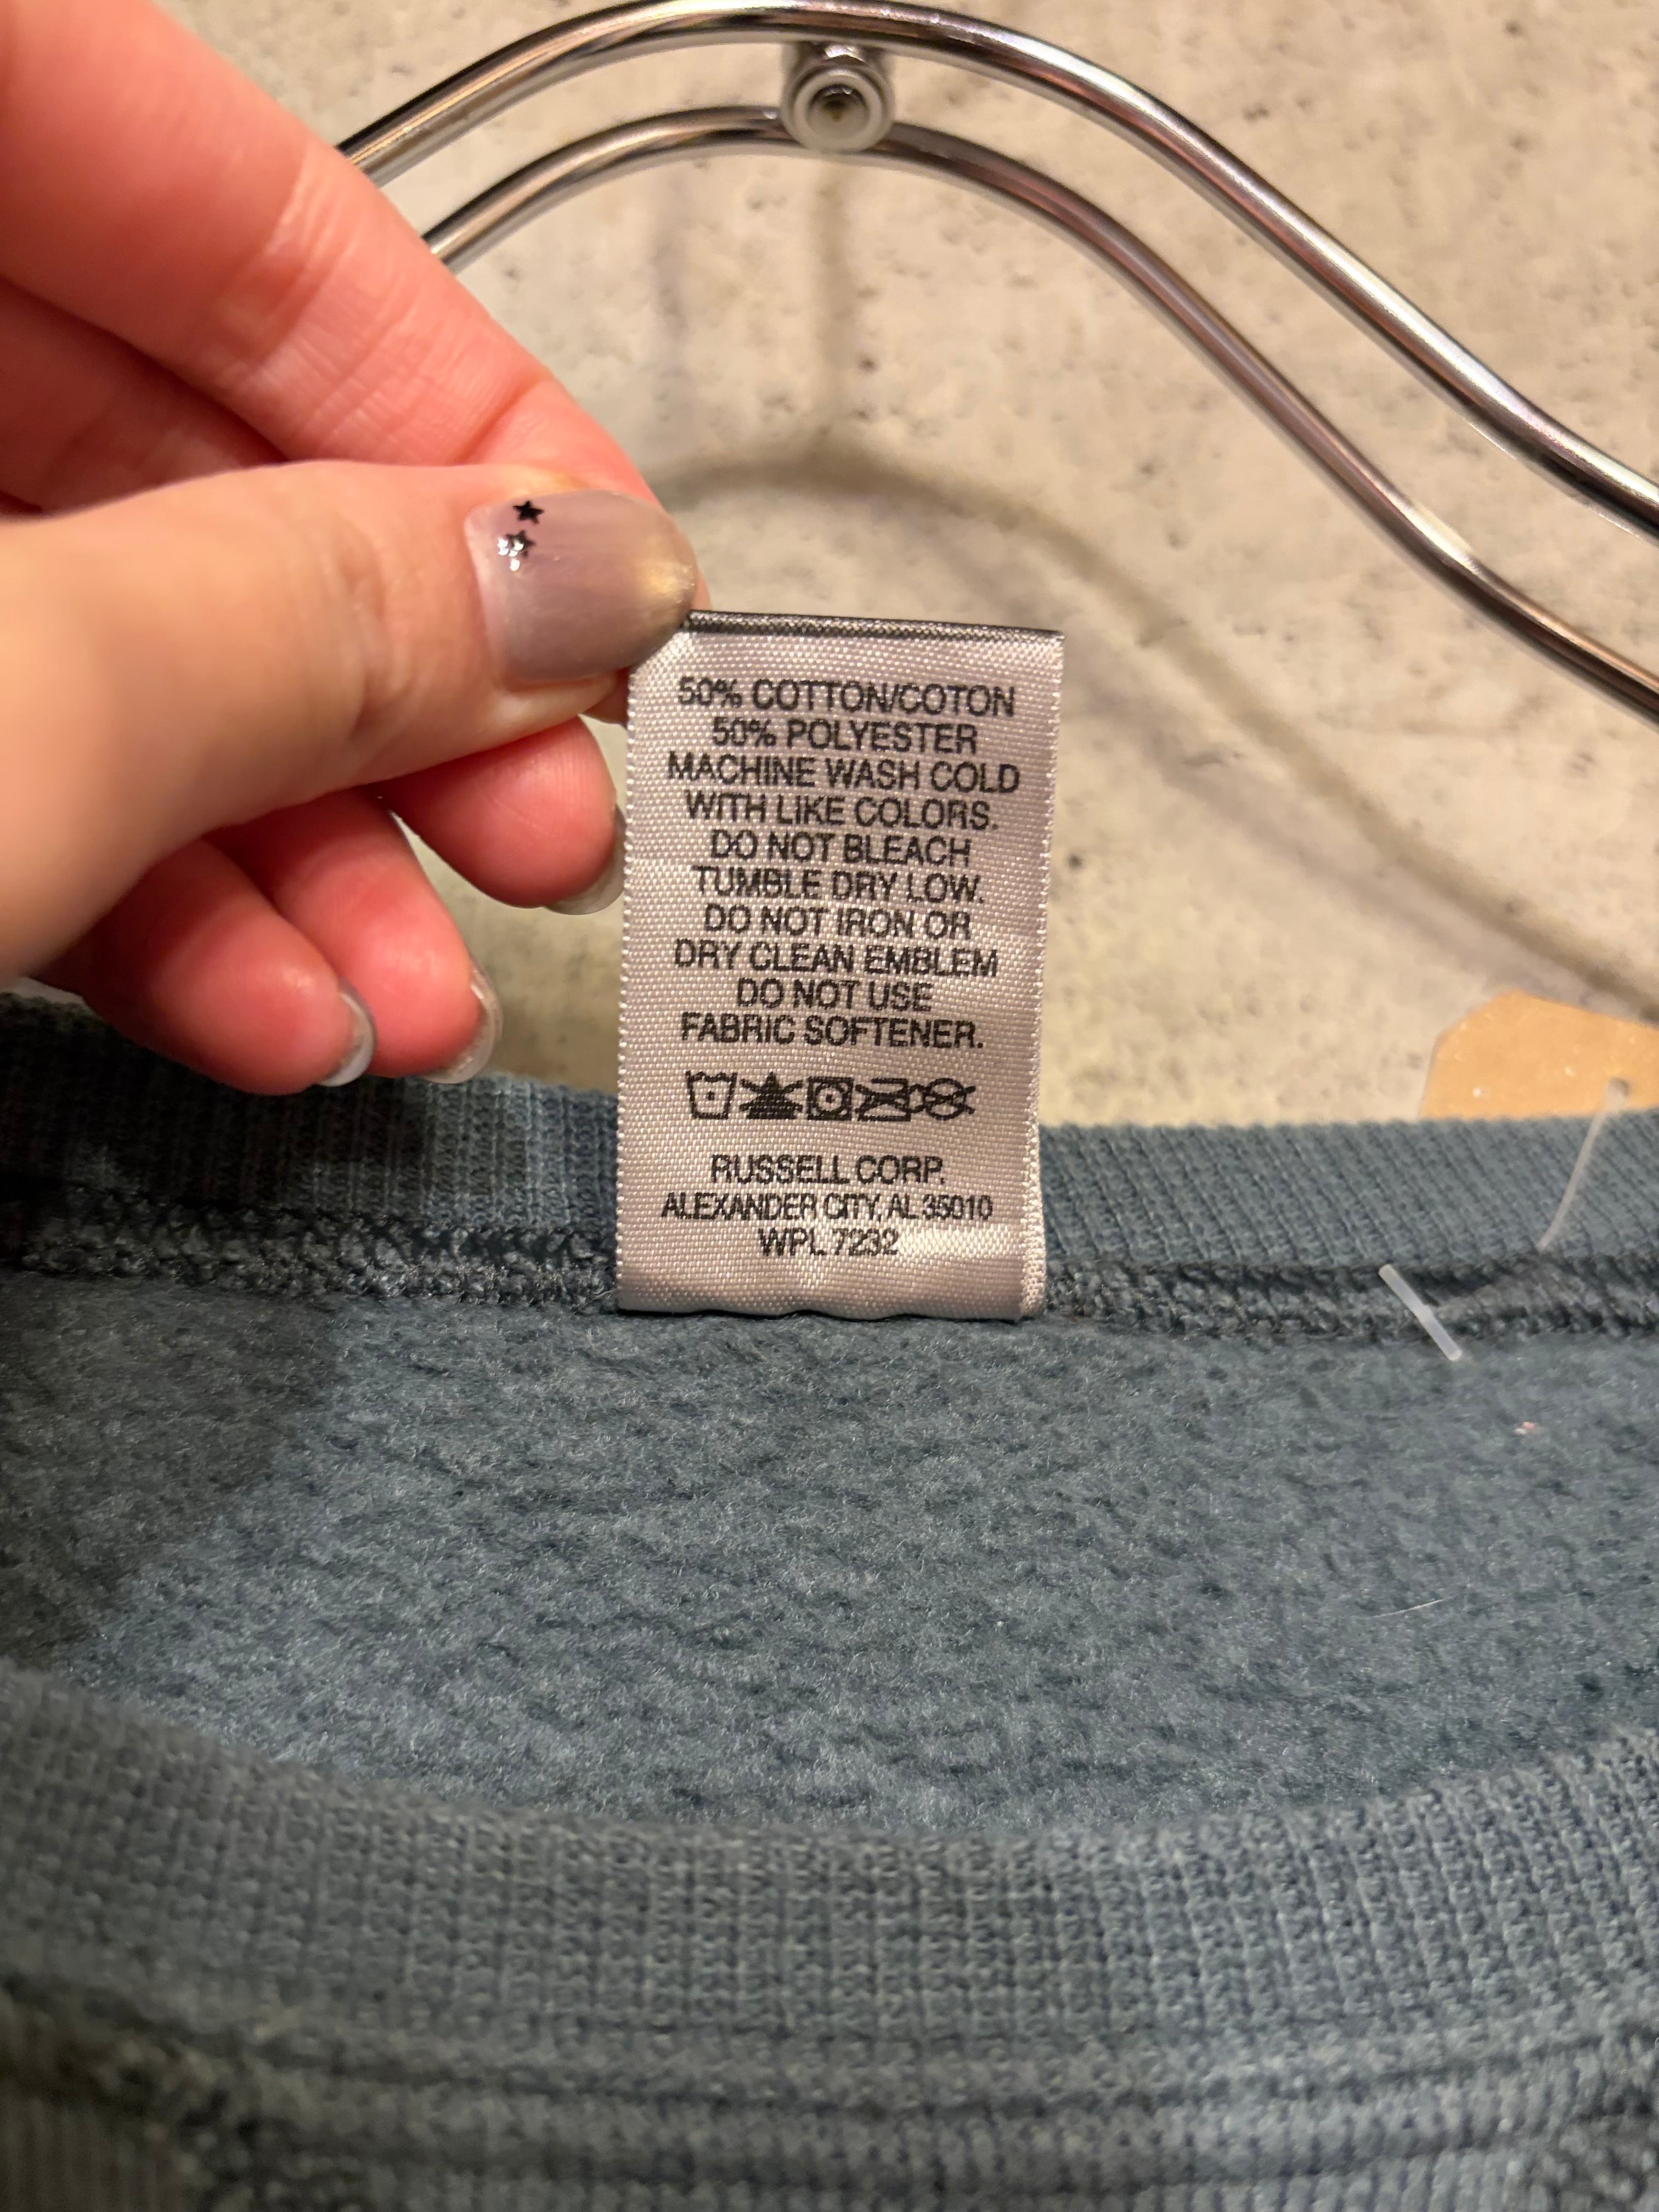 50% COTTON/COTON
50% POLYESTER
MACHINE WASH COLD
WITH LIKE COLORS.
DO NOT BLEACH
TUMBLE DRY LOW.
DO NOT IRON OR
DRY CLEAN EMBLEM
DO NOT USE
FABRIC SOFTENER.
RUSSELL CORP.
ALEXANDER CITY, AL 35010
WPL 7232